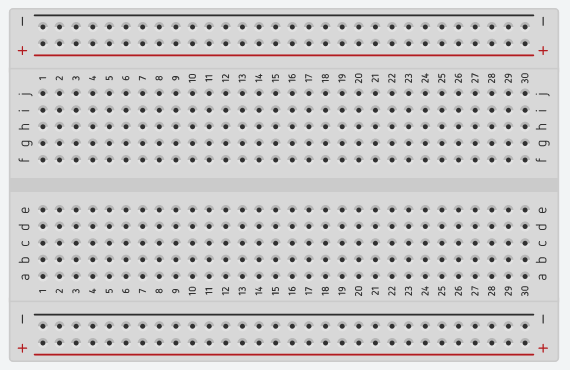 − −
+ +
1 2 3 4 5 6 7 8 9 10 11 12 13 14 15 16 17 18 19 20 21 22 23 24 25 26 27 28 29 30
j j
i i
h h
g g
f f
e e
d d
c c
b b
a a
1 2 3 4 5 6 7 8 9 10 11 12 13 14 15 16 17 18 19 20 21 22 23 24 25 26 27 28 29 30
− −
+ +